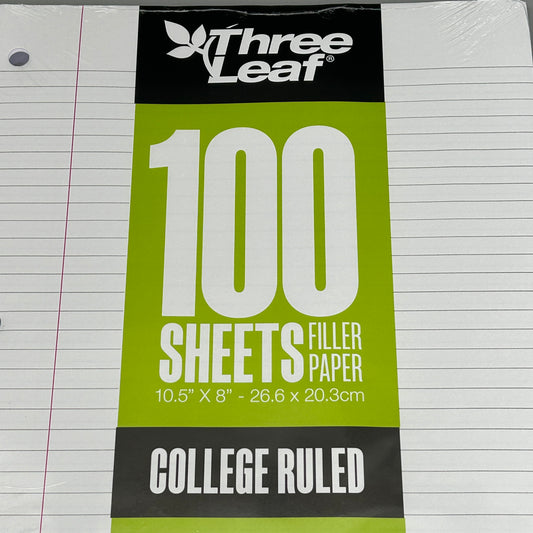 Three
Leaf®
100
SHEETS FILLER PAPER
10.5” X 8” - 26.6 x 20.3cm
COLLEGE RULED